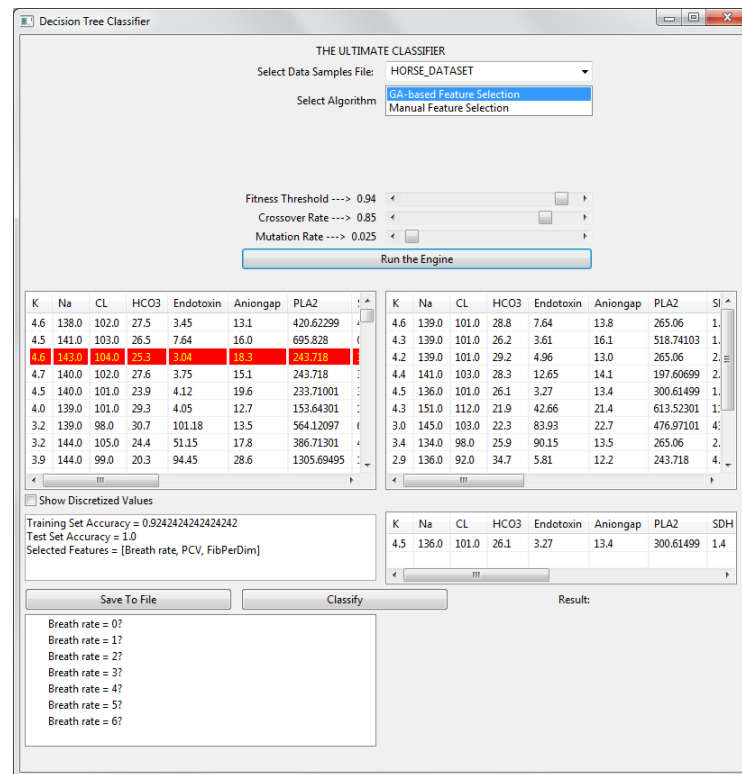 Decision Tree Classifier
THE ULTIMATE CLASSIFIER
Select Data Samples File: HORSE_DATASET
Select Algorithm
GA-based Feature Selection
Manual Feature Selection
Fitness Threshold ---> 0.94
Crossover Rate ---> 0.85
Mutation Rate ---> 0.025
Run the Engine
K Na CL HCO3 Endotoxin Aniongap PLA2
4.6 138.0 102.0 27.5 3.45 13.1 420.62299
4.5 141.0 103.0 26.5 7.64 16.0 695.828
4.6 143.0 104.0 25.3 3.04 18.3 243.718
4.7 140.0 102.0 27.6 3.75 15.1 243.718
4.5 140.0 101.0 23.9 4.12 19.6 233.71001
4.0 139.0 101.0 29.3 4.05 12.7 153.64301
3.2 139.0 98.0 30.7 101.18 13.5 564.12097
3.2 144.0 105.0 24.4 51.15 17.8 386.71301
3.9 144.0 99.0 20.3 94.45 28.6 1305.69495
K Na CL HCO3 Endotoxin Aniongap PLA2
4.6 139.0 101.0 28.8 7.64 13.8 265.06 1.
4.3 139.0 101.0 26.2 3.61 16.1 518.74103 1.
4.2 139.0 101.0 29.2 4.96 13.0 265.06 2.
4.4 141.0 103.0 28.3 12.65 14.1 197.60699 2.
4.5 136.0 101.0 26.1 3.27 13.4 300.61499 1.
4.3 151.0 112.0 21.9 42.66 21.4 613.52301
3.0 145.0 103.0 22.3 83.93 22.7 476.97101
3.4 134.0 98.0 25.9 90.15 13.5 265.06 2.
2.9 136.0 92.0 34.7 5.81 12.2 243.718 4.
Show Discretized Values
Training Set Accuracy = 0.9242424242424242
Test Set Accuracy = 1.0
Selected Features = [Breath rate, PCV, FibPerDim]
K Na CL HCO3 Endotoxin Aniongap PLA2 SDH
4.5 136.0 101.0 26.1 3.27 13.4 300.61499 1.4
Save To File
Classify
Result:
Breath rate = 0?
Breath rate = 1?
Breath rate = 2?
Breath rate = 3?
Breath rate = 4?
Breath rate = 5?
Breath rate = 6?